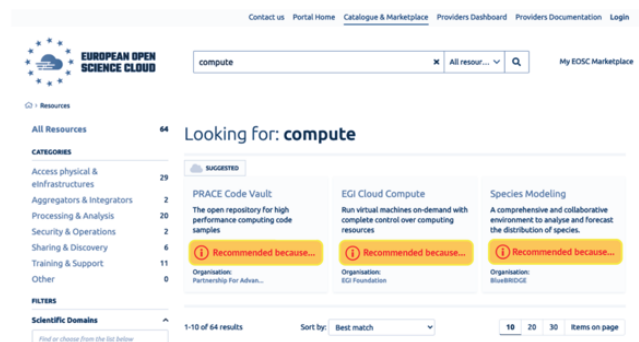 Contact us Portal Home Catalogue & Marketplace Providers Dashboard Providers Documentation Login
EUROPEAN OPEN
SCIENCE CLOUD
compute
All resour...
My EOSC Marketplace
Resources
All Resources 64
CATEGORIES
Access physical &
eInfrastructures 29
Aggregators & Integrators 2
Processing & Analysis 20
Security & Operations 2
Sharing & Discovery 6
Training & Support 11
Other 0
FILTERS
Scientific Domains
Find or choose from the list below
Looking for: compute
SUGGESTED
PRACE Code Vault
The open repository for high
performance computing code
samples
Recommended because...
Organisation:
Partnership For Advan...
EGI Cloud Compute
Run virtual machines on-demand with
complete control over computing
resources
Recommended because...
Organisation:
EGI Foundation
Species Modeling
A comprehensive and collaborative
environment to analyse and forecast
the distribution of species.
Recommended because...
Organisation:
BlueBRIDGE
1-10 of 64 results Sort by: Best match 10 20 30 Items on page